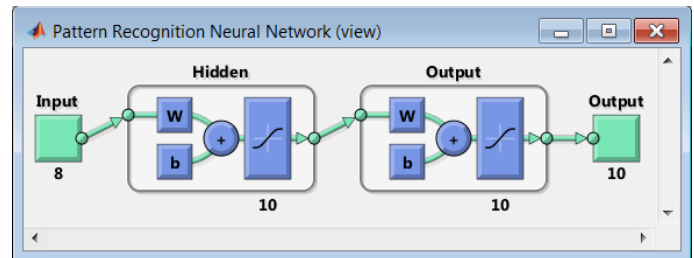 Pattern Recognition Neural Network (view)
Hidden Output
Input Output
W W
+ +
b b
8 10
10 10